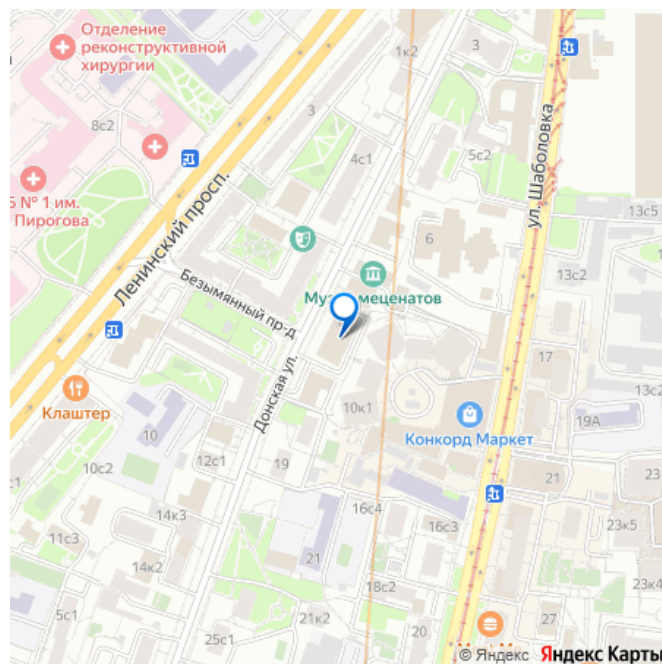 Отделение
реконструктивной
хирургии
1к2
3
3
8с2
4с1
5с2
Б № 1 им.
Пирогова
Ленинский просп.
ул. Шаболовка
13с5
6
13с2
Безымянный пр-д
Музей меценатов
Донская ул.
17
Клаштер
10к1
13с2
19А
10
Конкорд Маркет
12с1
10с2
19
21
14к3
16с4
16с3
23к5
11с3
21
14к2
18с2
23к4
5с1
21к2
27
20
25с1
© Яндекс Яндекс Карты